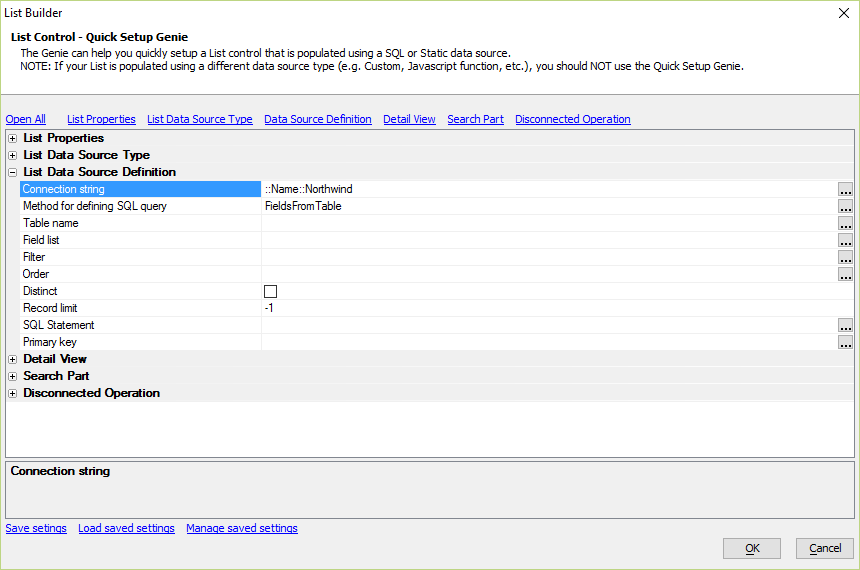 List Builder
List Control - Quick Setup Genie
The Genie can help you quickly setup a List control that is populated using a SQL or Static data source.
NOTE: If your List is populated using a different data source type (e.g. Custom, Javascript function, etc.), you should NOT use the Quick Setup Genie.
Open All List Properties List Data Source Type Data Source Definition Detail View Search Part Disconnected Operation
List Properties
List Data Source Type
List Data Source Definition
Connection string ::Name::Northwind ...
Method for defining SQL query FieldsFromTable ...
Table name ...
Field list ...
Filter ...
Order ...
Distinct
Record limit -1
SQL Statement ...
Primary key ...
Detail View
Search Part
Disconnected Operation
Connection string
Save setings Load saved settings Manage saved settings
OK Cancel